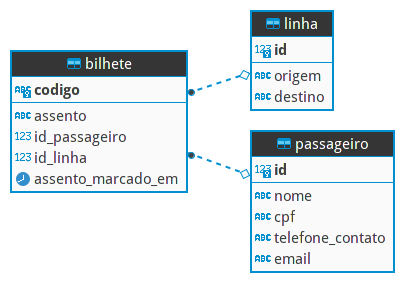 bilhete
codigo
ABC assento
123 id_passageiro
123 id_linha
assento_marcado_em
linha
123 id
ABC origem
ABC destino
passageiro
123 id
ABC nome
ABC cpf
ABC telefone_contato
ABC email